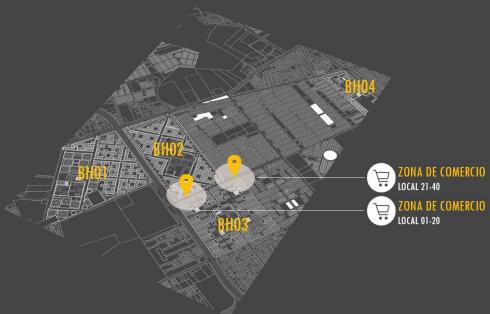 BH04
BH02
BH01
ZONA DE COMERCIO
LOCAL 21-40
ZONA DE COMERCIO
LOCAL 01-20
BH03